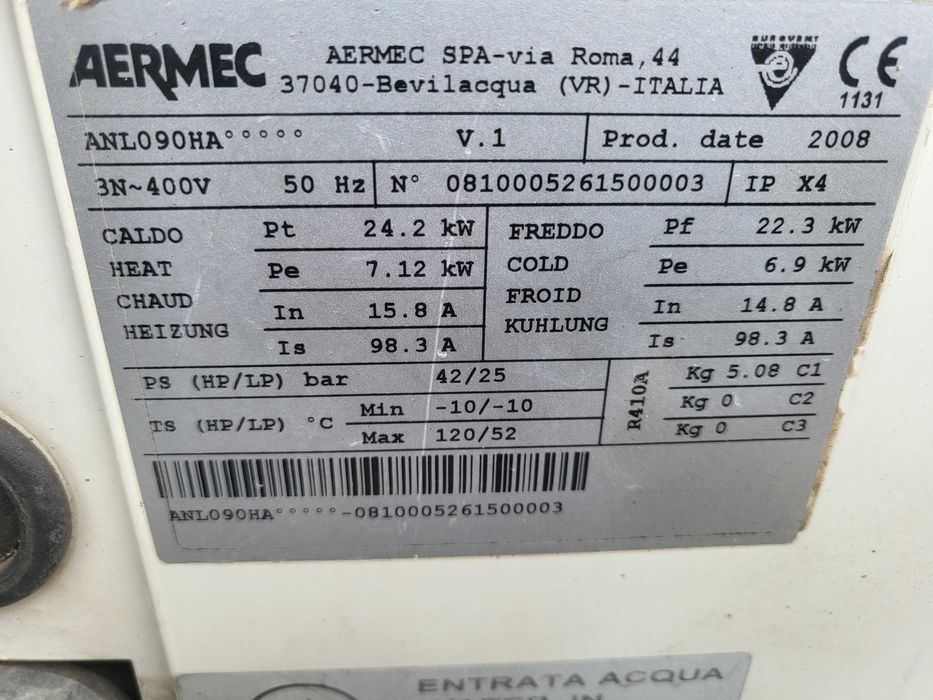 AERMEC
AERMEC SPA-via Roma,44
37040-Bevilacqua (VR)-ITALIA
CE
1131
ANL090HA°°°°° V.1 Prod. date 2008
3N~400V 50 Hz N° 0810005261500003 IP X4
CALDO
HEAT
CHAUD
HEIZUNG
Pt 24.2 kW
Pe 7.12 kW
In 15.8 A
Is 98.3 A
FREDDO
COLD
FROID
KUHLUNG
Pf 22.3 kW
Pe 6.9 kW
In 14.8 A
Is 98.3 A
PS (HP/LP) bar 42/25
TS (HP/LP) °C
Min -10/-10
Max 120/52
R410A
Kg 5.08 C1
Kg 0 C2
Kg 0 C3
ANL090HA°°°°°-0810005261500003
ENTRATA ACQUA